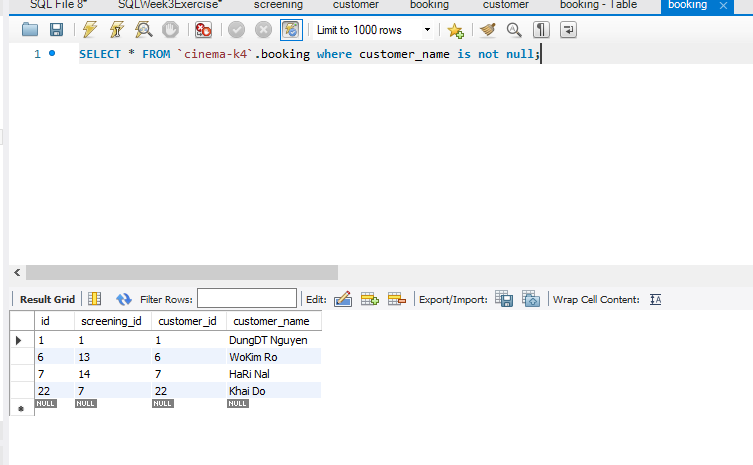 SQL File 8* SQLWeek3Exercise* screening customer booking customer booking - Table booking
Limit to 1000 rows
1 SELECT * FROM `cinema-k4`.booking where customer_name is not null;
Result Grid Filter Rows: Edit: Export/Import: Wrap Cell Content:
id screening_id customer_id customer_name
1 1 1 DungDT Nguyen
6 13 6 WoKim Ro
7 14 7 HaRi Nal
22 7 22 Khai Do
NULL NULL NULL NULL